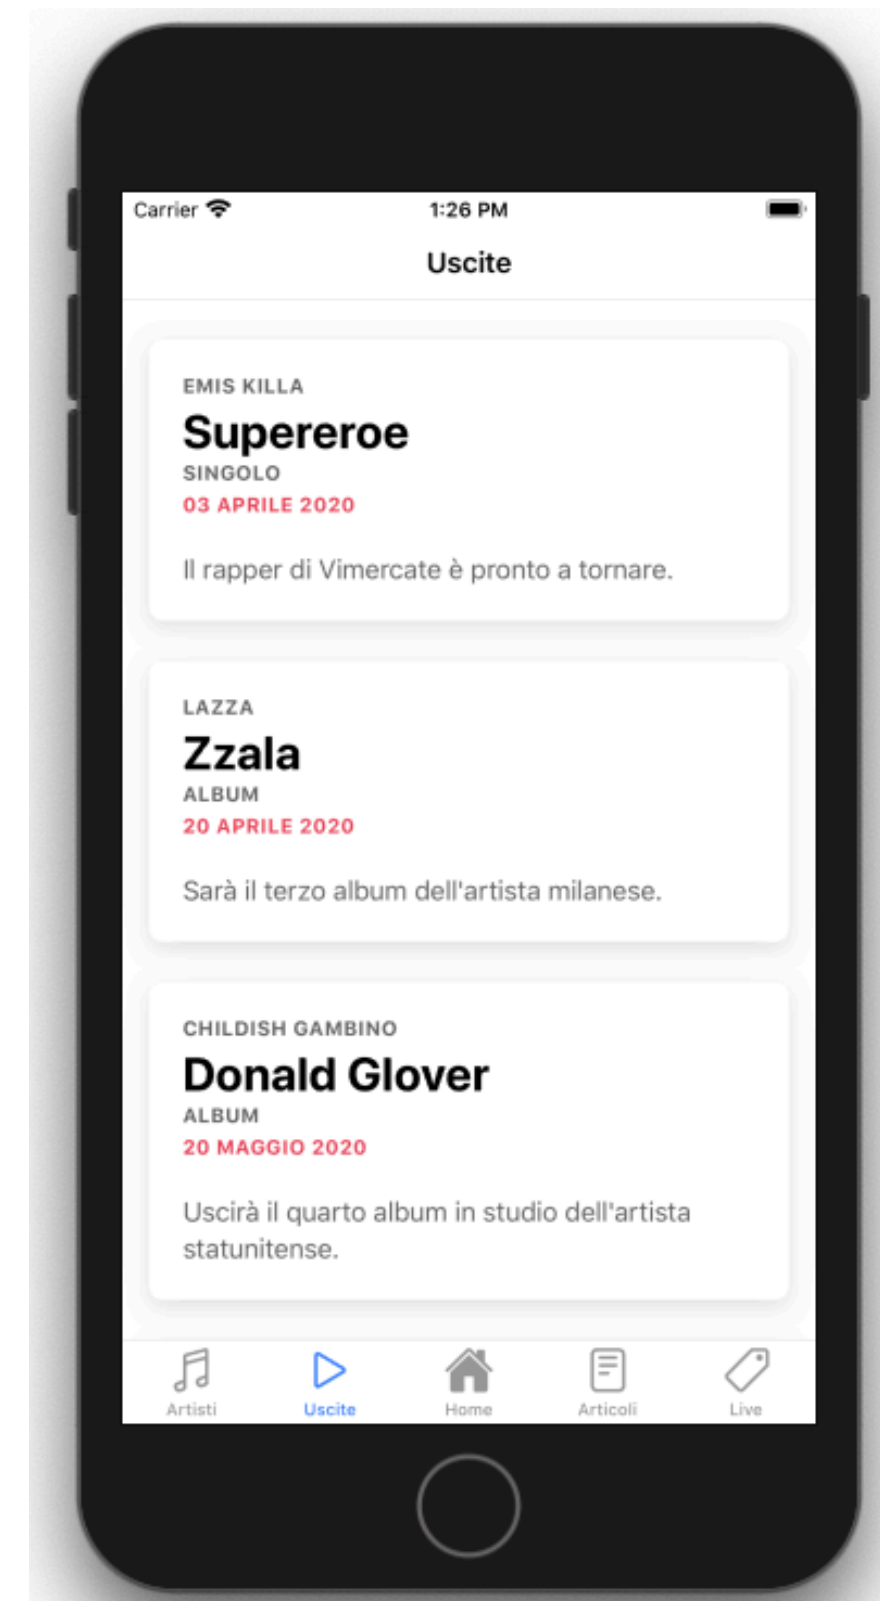 Carrier
1:26 PM
Uscite
EMIS KILLA
Supereroe
SINGOLO
03 APRILE 2020
Il rapper di Vimercate è pronto a tornare.
LAZZA
Zzala
ALBUM
20 APRILE 2020
Sarà il terzo album dell'artista milanese.
CHILDISH GAMBINO
Donald Glover
ALBUM
20 MAGGIO 2020
Uscirà il quarto album in studio dell'artista
statunitense.
Artisti
Uscite
Home
Articoli
Live